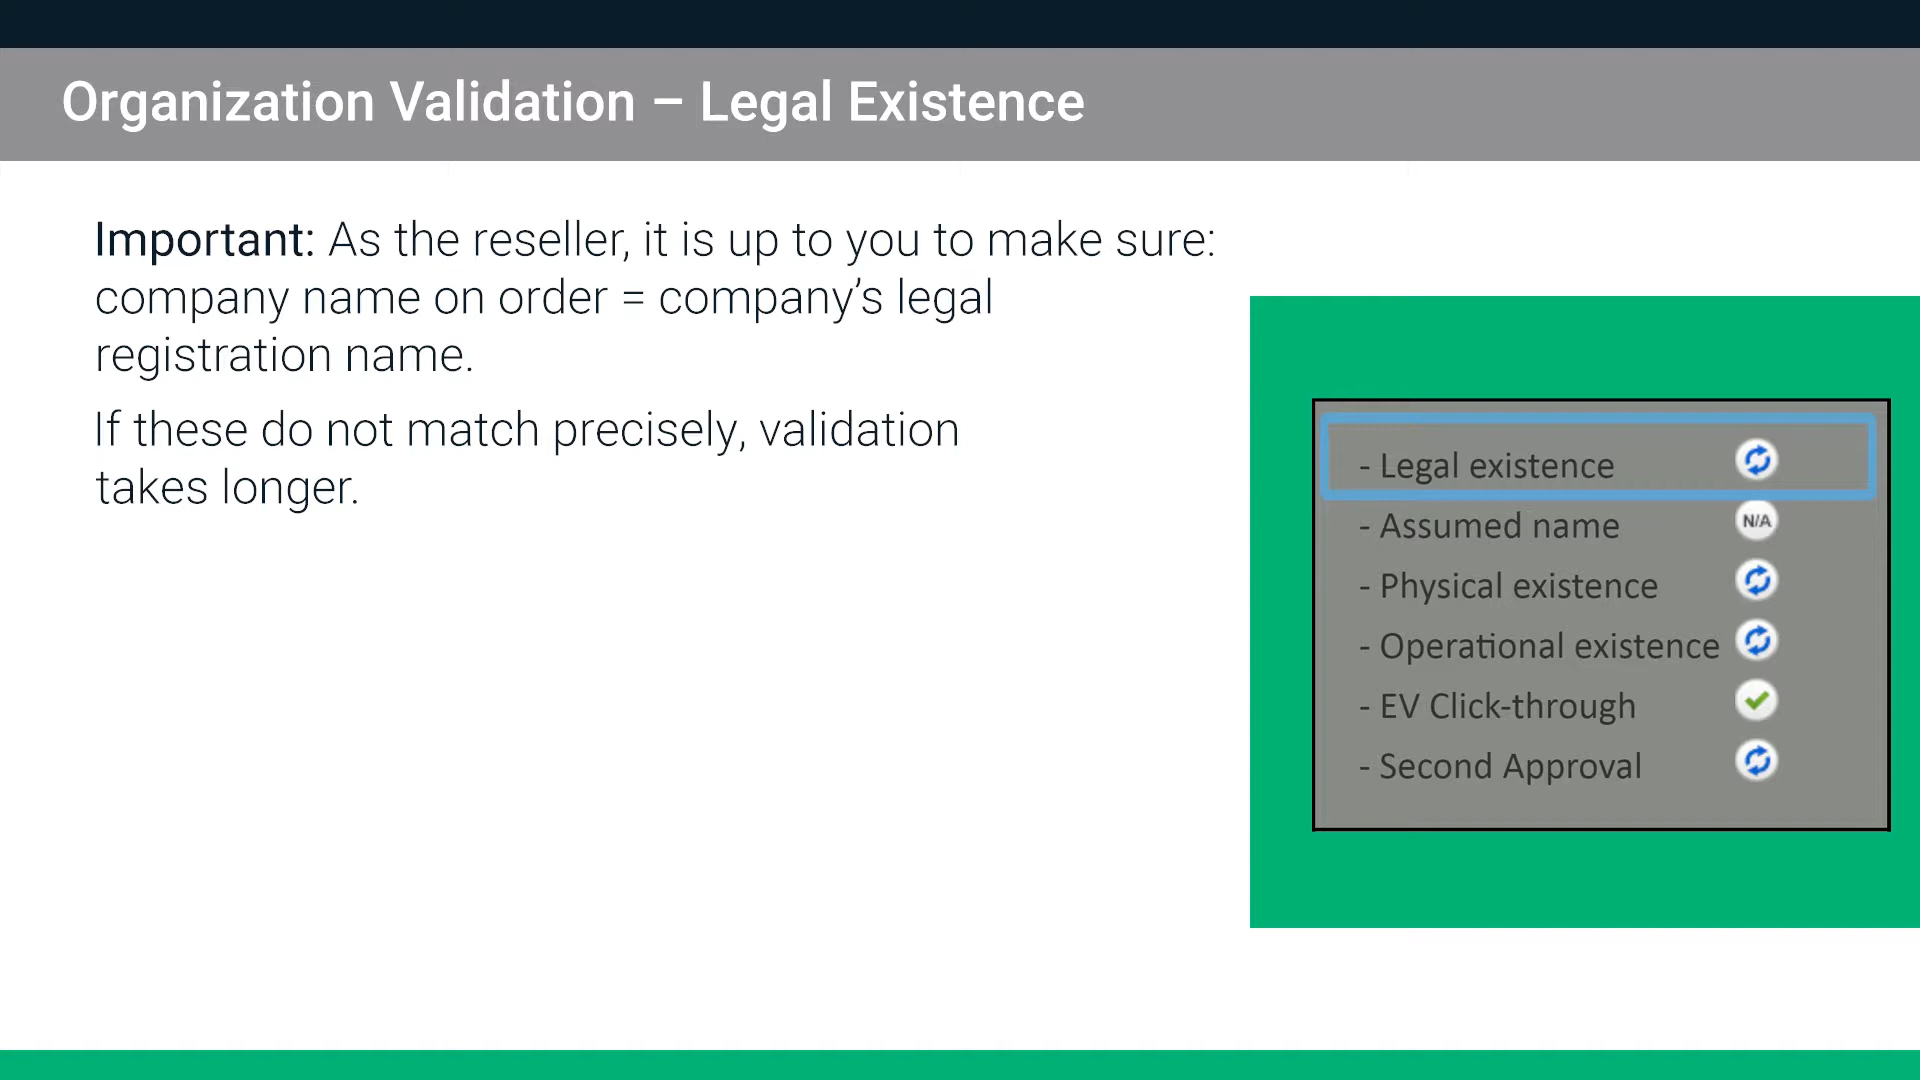 Organization Validation – Legal Existence
Important: As the reseller, it is up to you to make sure:
company name on order = company’s legal
registration name.
If these do not match precisely, validation
takes longer.
- Legal existence
- Assumed name N/A
- Physical existence
- Operational existence
- EV Click-through
- Second Approval